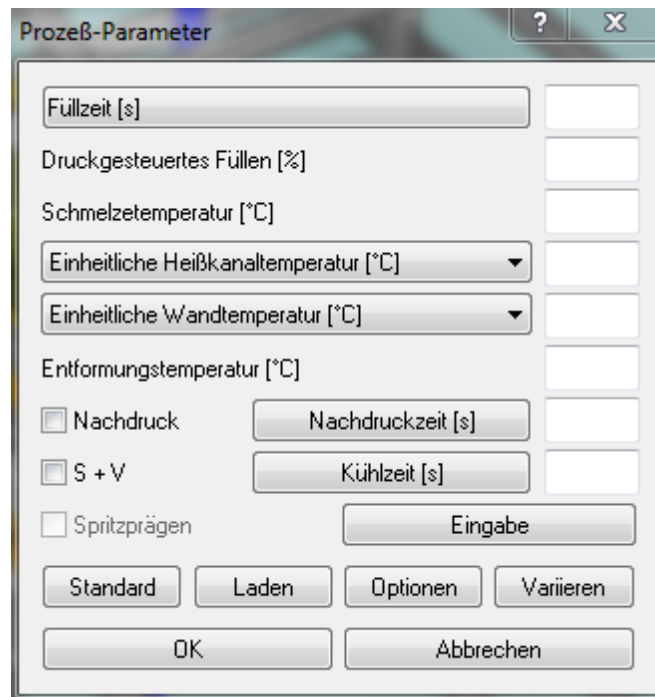 Prozeß-Parameter
Füllzeit [s]
Druckgesteuertes Füllen [%]
Schmelzetemperatur [°C]
Einheitliche Heißkanaltemperatur [°C]
Einheitliche Wandtemperatur [°C]
Entformungstemperatur [°C]
Nachdruck Nachdruckzeit [s]
S + V Kühlzeit [s]
Spritzprägen Eingabe
Standard Laden Optionen Variieren
OK Abbrechen